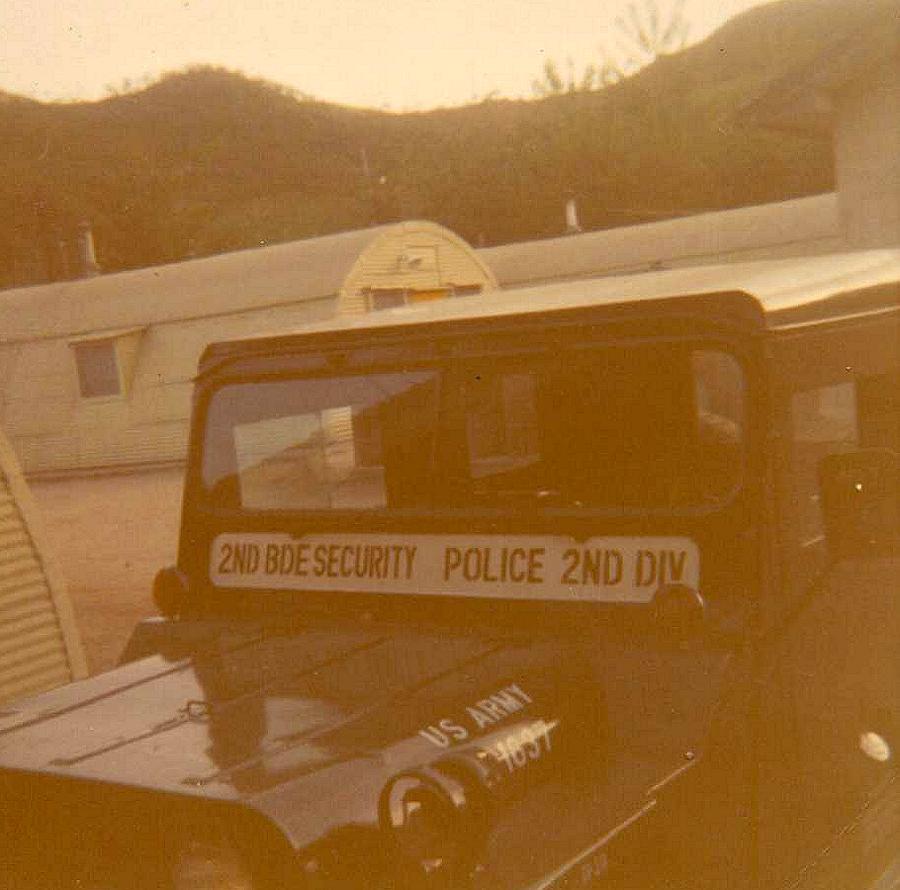 2ND BDE SECURITY POLICE 2ND DIV
US ARMY